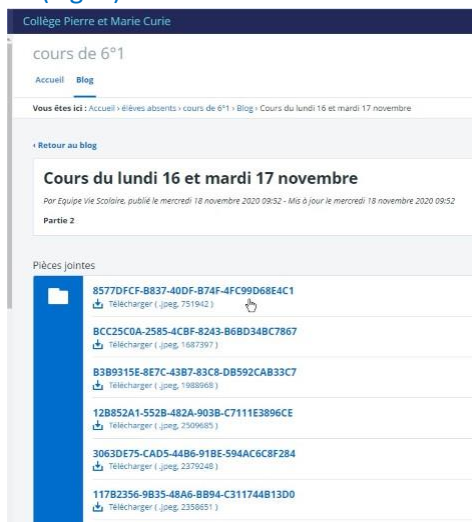 Collège Pierre et Marie Curie
cours de 6°1
Accueil Blog
Vous êtes ici : Accueil › élèves absents › cours de 6°1 › Blog › Cours du lundi 16 et mardi 17 novembre
‹ Retour au blog
Cours du lundi 16 et mardi 17 novembre
Par Equipe Vie Scolaire, publié le mercredi 18 novembre 2020 09:52 - Mis à jour le mercredi 18 novembre 2020 09:52
Partie 2
Pièces jointes
8577DFCF-B837-40DF-B74F-4FC99D68E4C1
Télécharger ( .jpeg, 751942 )
BCC25C0A-2585-4CBF-8243-B6BD34BC7867
Télécharger ( .jpeg, 1687397 )
B3B9315E-8E7C-43B7-83C8-DB592CAB33C7
Télécharger ( .jpeg, 1988968 )
12B852A1-552B-482A-903B-C7111E3896CE
Télécharger ( .jpeg, 2509685 )
3063DE75-CAD5-44B6-91BE-594AC6C8F284
Télécharger ( .jpeg, 2379248 )
117B2356-9B35-48A6-BB94-C311744B13D0
Télécharger ( .jpeg, 2358651 )